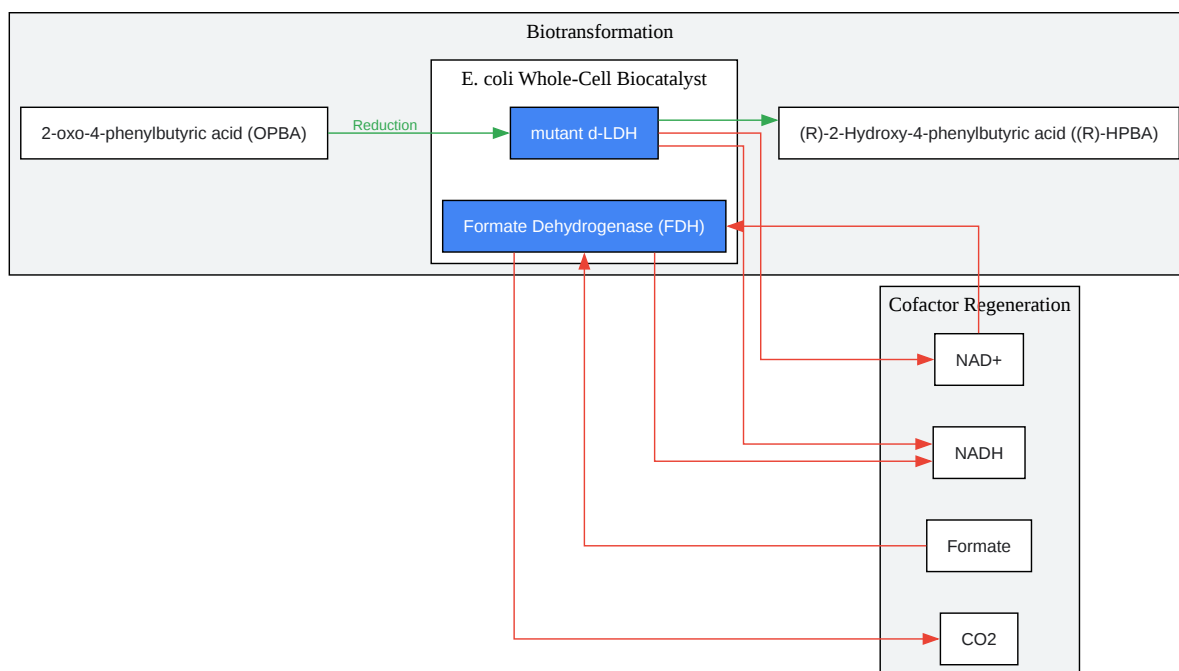 Biotransformation
E. coli Whole-Cell Biocatalyst
2-oxo-4-phenylbutyric acid (OPBA)
Reduction
mutant d-LDH
(R)-2-Hydroxy-4-phenylbutyric acid ((R)-HPBA)
Formate Dehydrogenase (FDH)
Cofactor Regeneration
NAD+
NADH
Formate
CO2